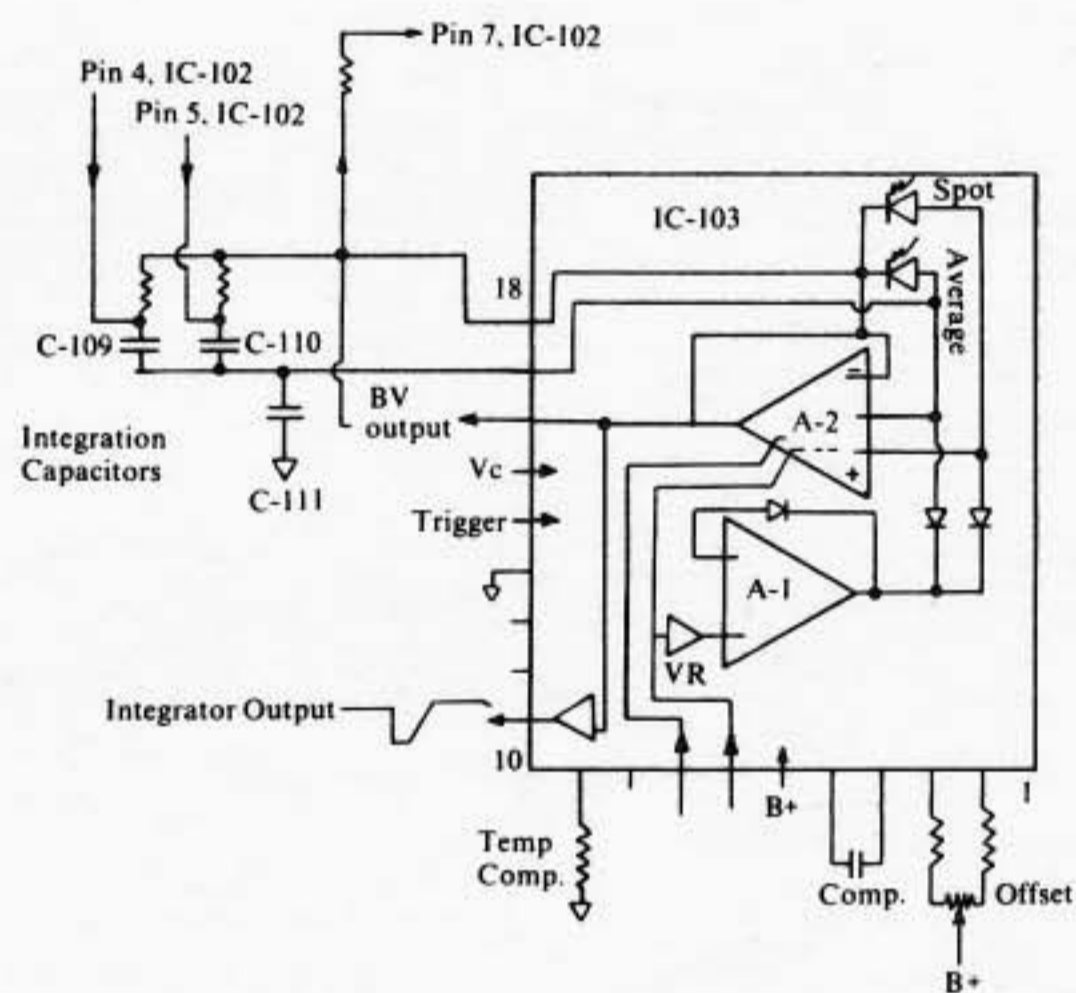 Pin 7, IC-102
Pin 4, IC-102
Pin 5, IC-102
Spot
IC-103
Average
18
C-109
C-110
BV
output
A-2
Integration
Capacitors
Vc
C-111
Trigger
A-1
VR
Integrator Output
10
B+
1
Temp
Comp.
Comp.
Offset
B+